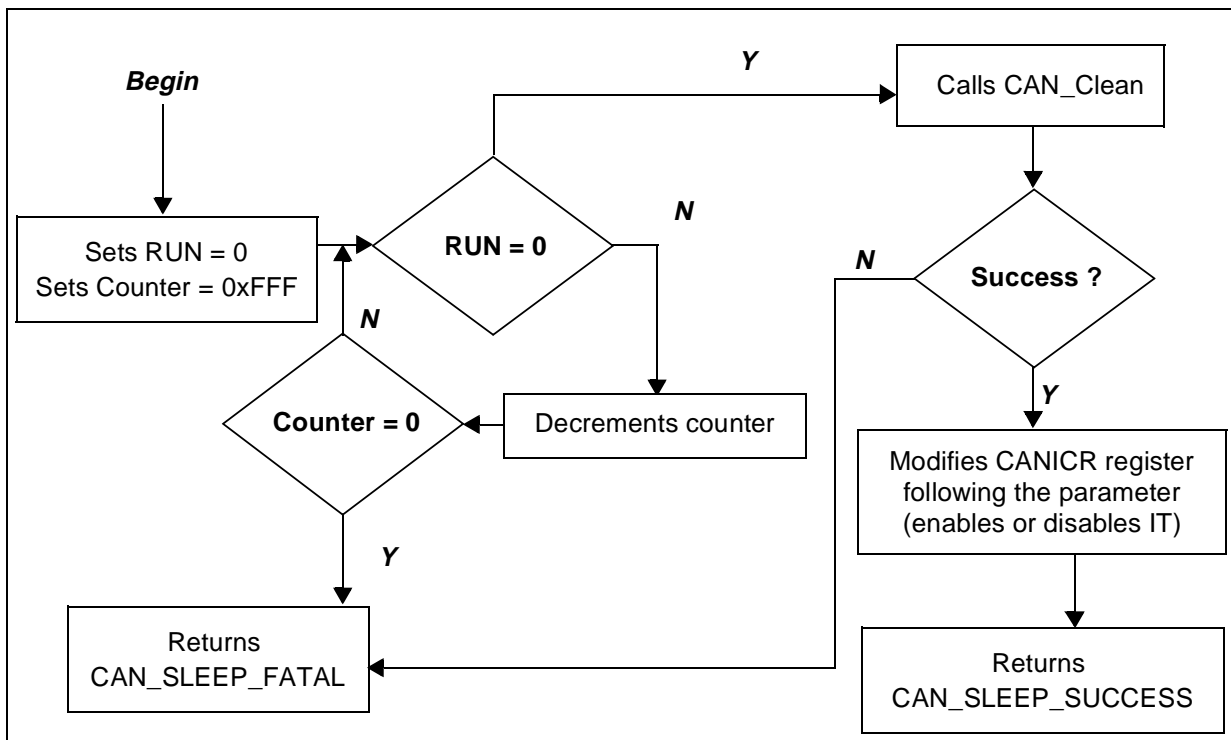 Begin
Y
Calls CAN_Clean
Sets RUN = 0
Sets Counter = 0xFFF
RUN = 0
N
N
Success ?
N
Counter = 0
Decrements counter
Y
Modifies CANICR register
following the parameter
(enables or disables IT)
Y
Returns
CAN_SLEEP_FATAL
Returns
CAN_SLEEP_SUCCESS